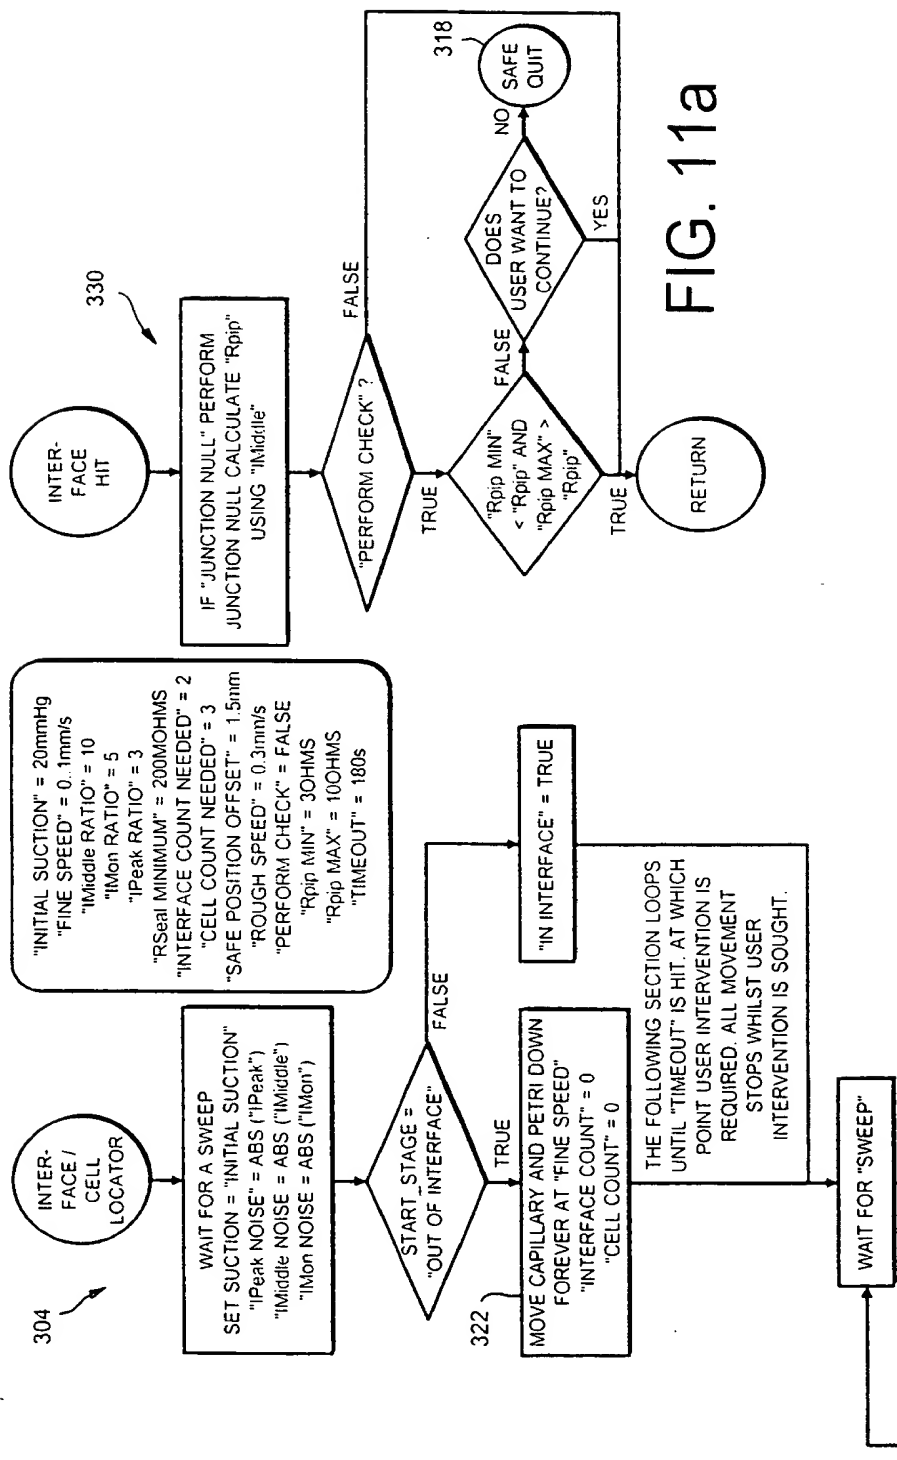 304
INTER-
FACE /
CELL
LOCATOR
WAIT FOR A SWEEP
SET SUCTION = "INITIAL SUCTION"
"IPeak NOISE" = ABS ("IPeak")
"IMiddle NOISE = ABS ("IMiddle")
"IMon NOISE = ABS ("IMon")
START_STAGE =
"OUT OF INTERFACE"
FALSE
TRUE
322
MOVE CAPILLARY AND PETRI DOWN
FOREVER AT "FINE SPEED"
"INTERFACE COUNT" = 0
"CELL COUNT" = 0
"IN INTERFACE" = TRUE
THE FOLLOWING SECTION LOOPS
UNTIL "TIMEOUT" IS HIT. AT WHICH
POINT USER INTERVENTION IS
REQUIRED. ALL MOVEMENT
STOPS WHILST USER
INTERVENTION IS SOUGHT.
WAIT FOR "SWEEP"
"INITIAL SUCTION" = 20mmHg
"FINE SPEED" = 0..1mm/s
"IMiddle RATIO" = 10
"IMon RATIO" = 5
"IPeak RATIO" = 3
"RSeal MINIMUM" = 200MOHMS
"INTERFACE COUNT NEEDED" = 2
"CELL COUNT NEEDED" = 3
"SAFE POSITION OFFSET" = 1.5mm
"ROUGH SPEED" = 0.3mm/s
"PERFORM CHECK" = FALSE
"Rpip MIN" = 3OHMS
"Rpip MAX" = 10OHMS
"TIMEOUT" = 180s
INTER-
FACE
HIT
330
IF "JUNCTION NULL" PERFORM
JUNCTION NULL CALCULATE "Rpip"
USING "IMiddle"
"PERFORM CHECK" ?
FALSE
TRUE
"Rpip MIN"
< "Rpip" AND
"Rpip MAX" >
"Rpip"
FALSE
TRUE
DOES
USER WANT TO
CONTINUE?
NO
YES
318
SAFE
QUIT
RETURN
FIG. 11a